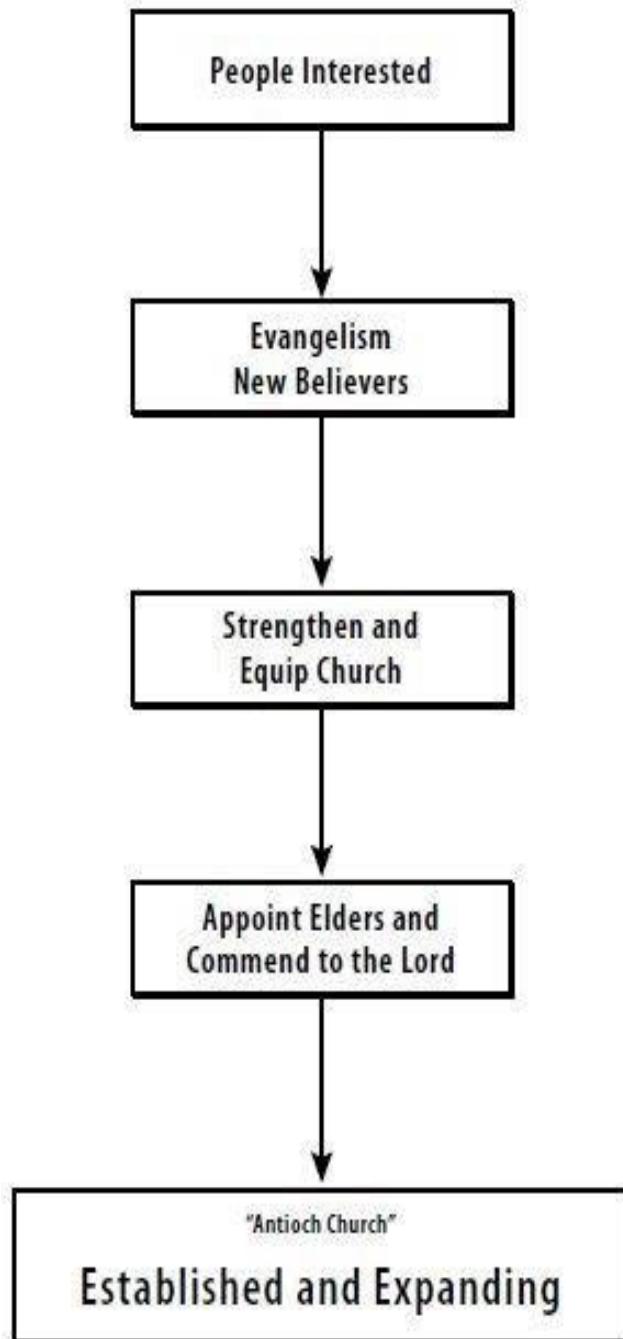 People Interested
Evangelism
New Believers
Strengthen and
Equip Church
Appoint Elders and
Commend to the Lord
"Antioch Church"
Established and Expanding